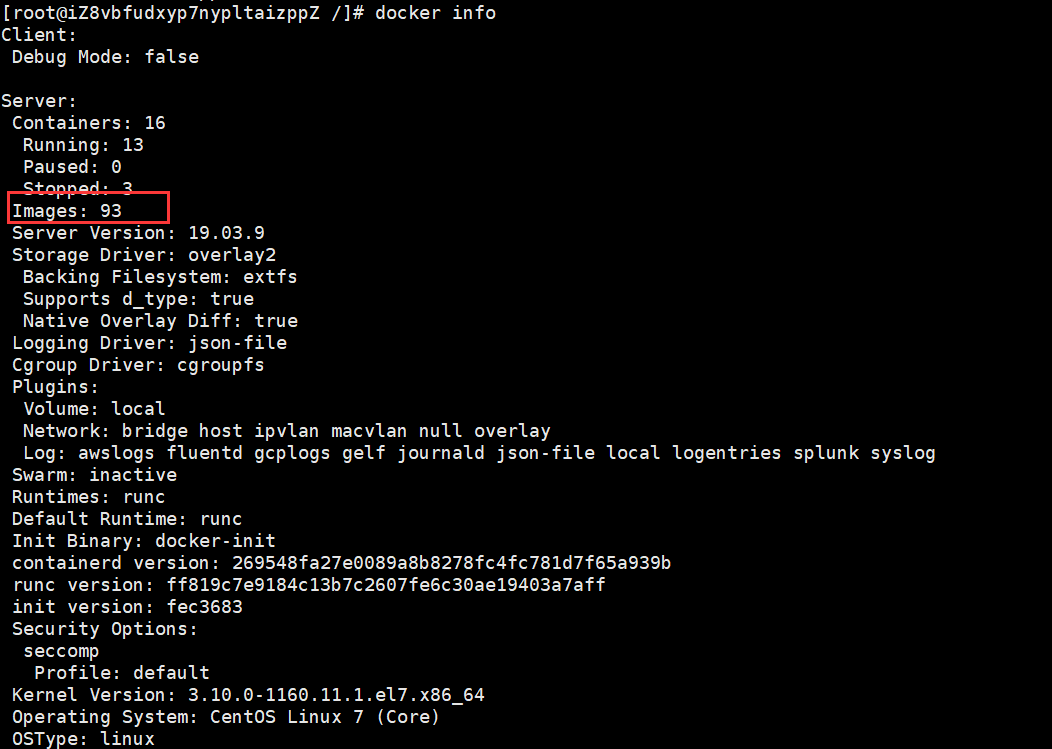 [root@iZ8vbfudxyp7nypltaizppZ /]# docker info
Client:
Debug Mode: false
Server:
Containers: 16
Running: 13
Paused: 0
Stopped: 3
Images: 93
Server Version: 19.03.9
Storage Driver: overlay2
Backing Filesystem: extfs
Supports d_type: true
Native Overlay Diff: true
Logging Driver: json-file
Cgroup Driver: cgroupfs
Plugins:
Volume: local
Network: bridge host ipvlan macvlan null overlay
Log: awslogs fluentd gcplogs gelf journald json-file local logentries splunk syslog
Swarm: inactive
Runtimes: runc
Default Runtime: runc
Init Binary: docker-init
containerd version: 269548fa27e0089a8b8278fc4fc781d7f65a939b
runc version: ff819c7e9184c13b7c2607fe6c30ae19403a7aff
init version: fec3683
Security Options:
seccomp
Profile: default
Kernel Version: 3.10.0-1160.11.1.el7.x86_64
Operating System: CentOS Linux 7 (Core)
OSType: linux